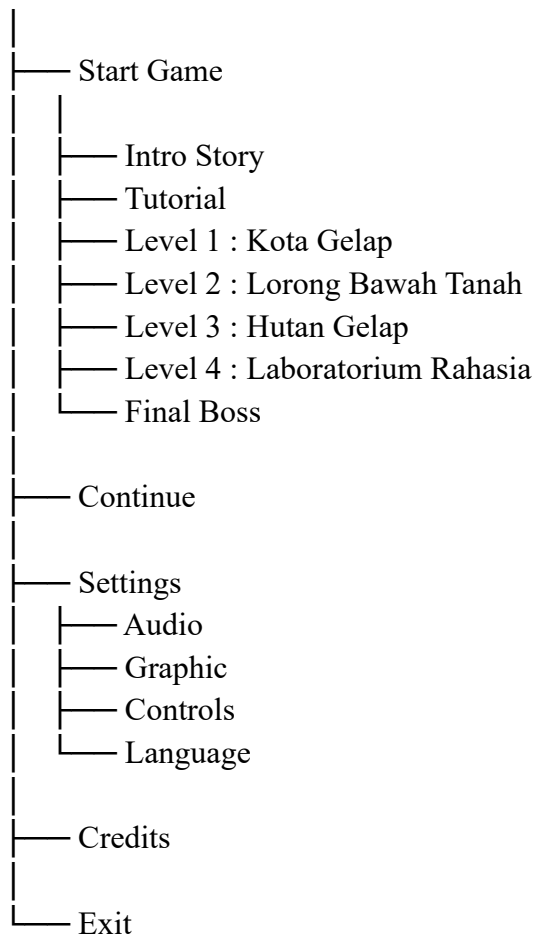 Start Game
Intro Story
Tutorial
Level 1 : Kota Gelap
Level 2 : Lorong Bawah Tanah
Level 3 : Hutan Gelap
Level 4 : Laboratorium Rahasia
Final Boss
Continue
Settings
Audio
Graphic
Controls
Language
Credits
Exit